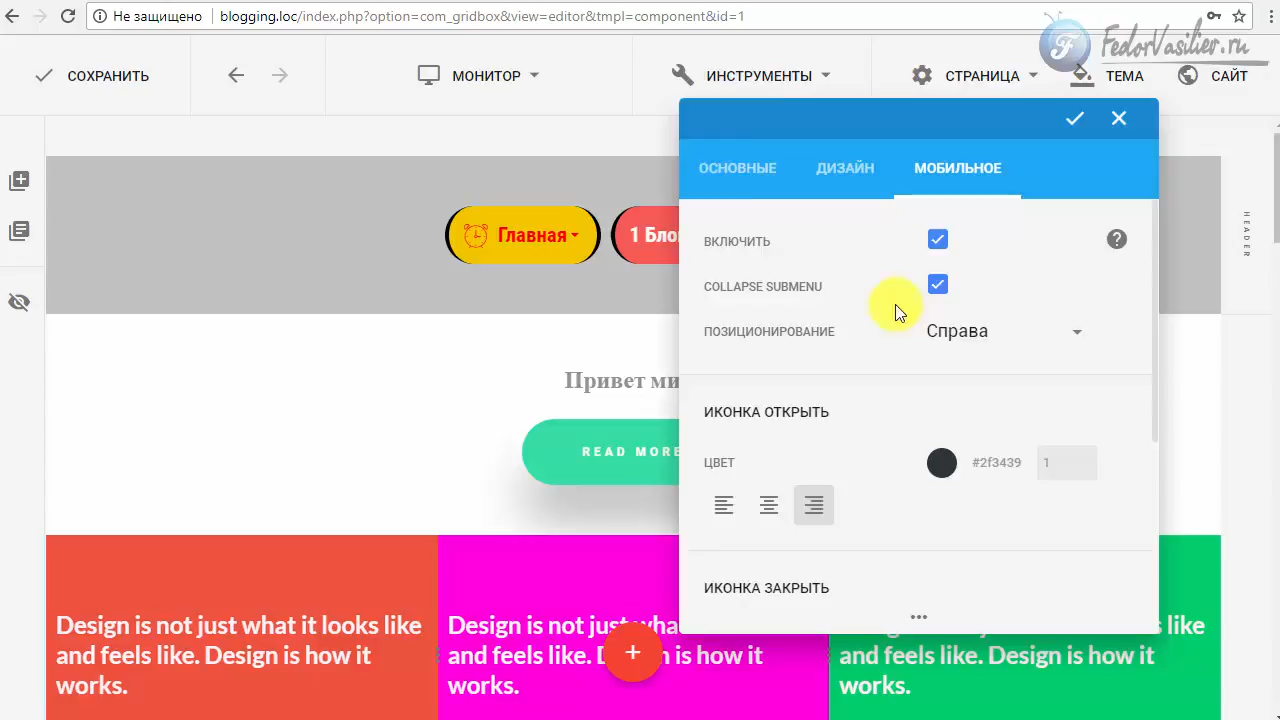 Не защищено
blogging.loc/index.php?option=com_gridbox&view=editor&tmpl=component&id=1
FedorVasilier.ru
СОХРАНИТЬ
МОНИТОР
ИНСТРУМЕНТЫ
СТРАНИЦА
ТЕМА
САЙТ
ОСНОВНЫЕ
ДИЗАЙН
МОБИЛЬНОЕ
Главная
1 Бло
HEADER
ВКЛЮЧИТЬ
COLLAPSE SUBMENU
ПОЗИЦИОНИРОВАНИЕ
Справа
Привет ми
ИКОНКА ОТКРЫТЬ
READ MORE
ЦВЕТ
#2f3439
1
ИКОНКА ЗАКРЫТЬ
Design is not just what it looks like
and feels like. Design is how it
works.
Design is not just wha
and feels like. D is how it
works.
like
and feels like. Design is how it
works.